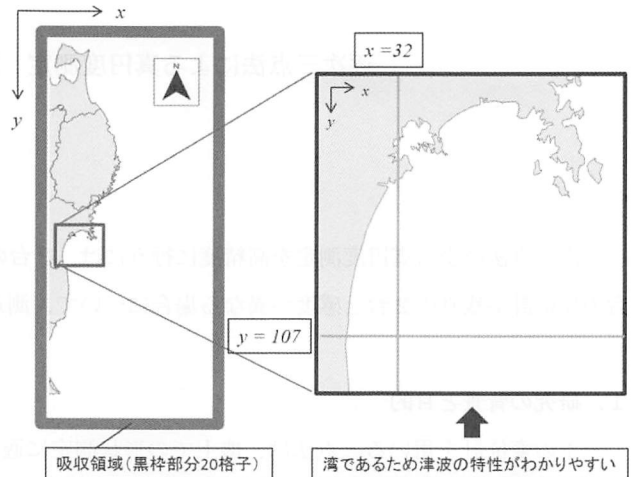 x
y
N
x = 32
x
y
y = 107
吸収領域(黒枠部分20格子)
湾であるため津波の特性がわかりやすい